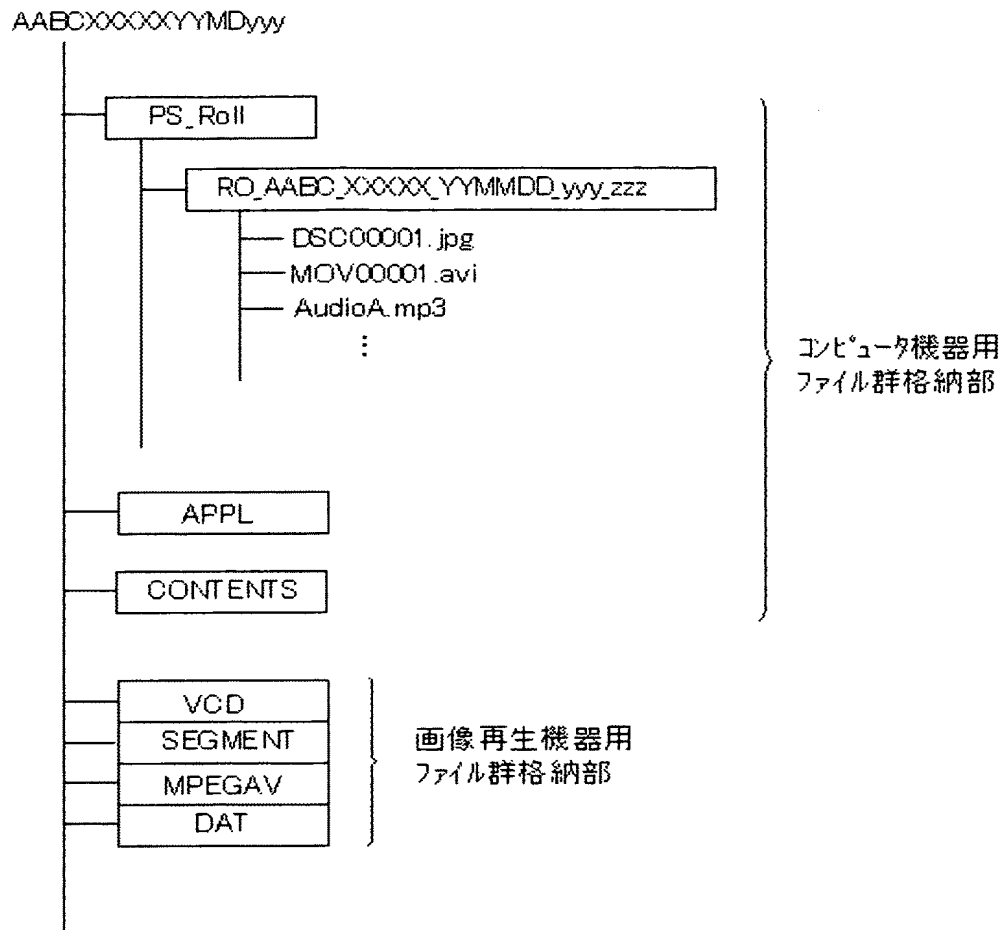 AABCXXXXXYYMDyyy
PS_Roll
RO_AABC_XXXXX_YYMMDD_yyy_zzz
DSC00001.jpg
MOV00001.avi
AudioA.mp3
⋮
コンピュータ機器用
ファイル群格納部
APPL
CONTENTS
VCD
SEGMENT
MPEGAV
DAT
画像再生機器用
ファイル群格納部